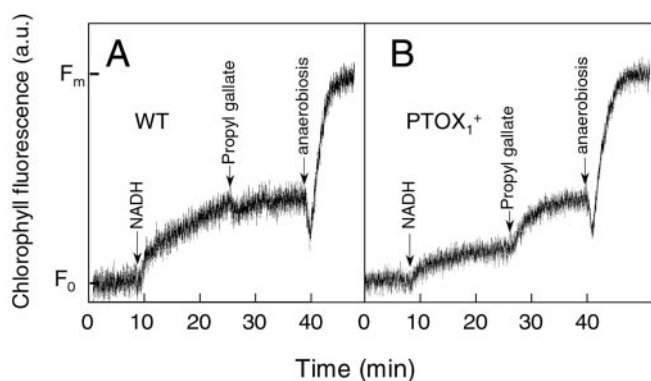 Chlorophyll fluorescence (a.u.)
Fm
F0
A
WT
NADH
Propyl gallate
anaerobiosis
0 10 20 30 40
B
PTOX1+
NADH
Propyl gallate
anaerobiosis
0 10 20 30 40
Time (min)